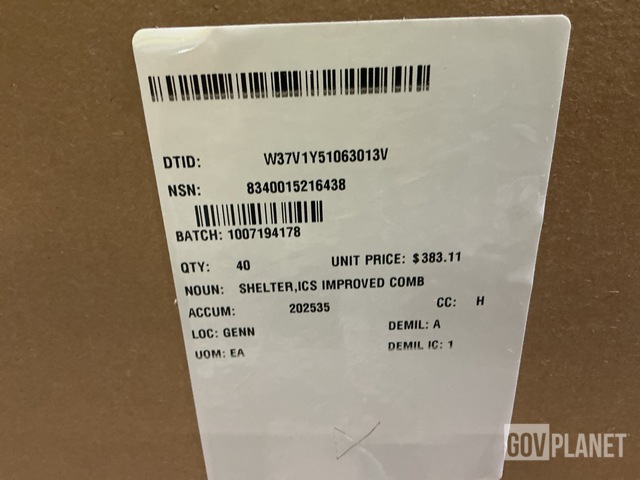 DTID: W37V1Y51063013V
NSN: 8340015216438
BATCH: 1007194178
QTY: 40 UNIT PRICE: $383.11
NOUN: SHELTER,ICS IMPROVED COMB
ACCUM: 202535 CC: H
LOC: GENN DEMIL: A
UOM: EA DEMIL IC: 1
GOVPLANET